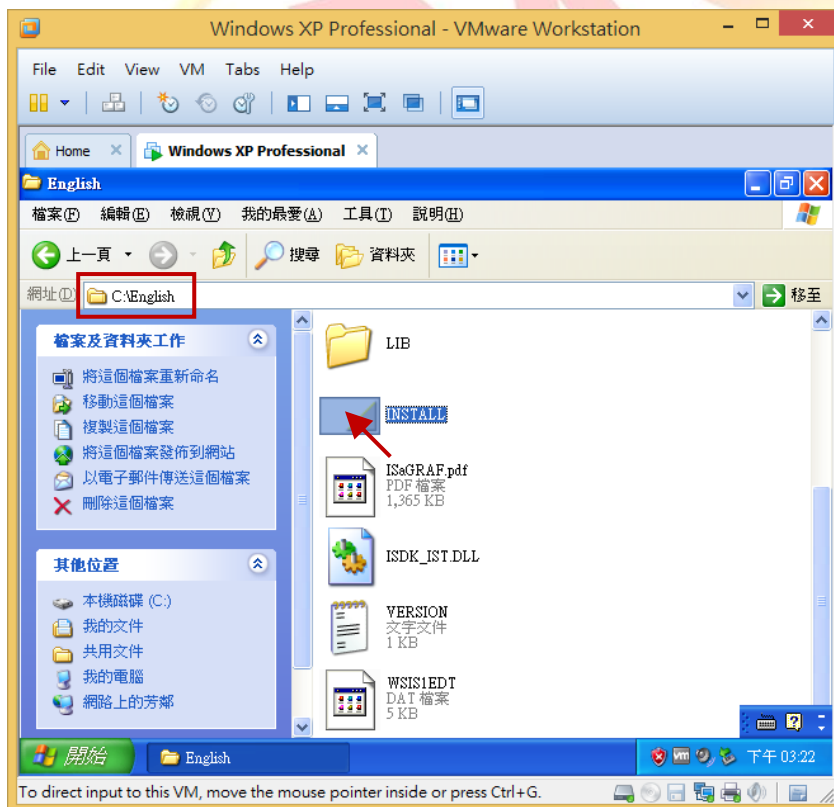 Windows XP Professional - VMware Workstation
File Edit View VM Tabs Help
Home
Windows XP Professional
English
檔案(F) 編輯(E) 檢視(V) 我的最愛(A) 工具(T) 說明(H)
上一頁 搜尋 資料夾
網址(D) C:\English 移至
檔案及資料夾工作
將這個檔案重新命名
移動這個檔案
複製這個檔案
將這個檔案發佈到網站
以電子郵件傳送這個檔案
刪除這個檔案
其他位置
本機磁碟 (C:)
我的文件
共用文件
我的電腦
網路上的芳鄰
LIB
INSTALL
ISaGRAF.pdf
PDF 檔案
1,365 KB
ISDK_IST.DLL
VERSION
文字文件
1 KB
WSIS1EDT
DAT 檔案
5 KB
開始 English 下午 03:22
To direct input to this VM, move the mouse pointer inside or press Ctrl+G.